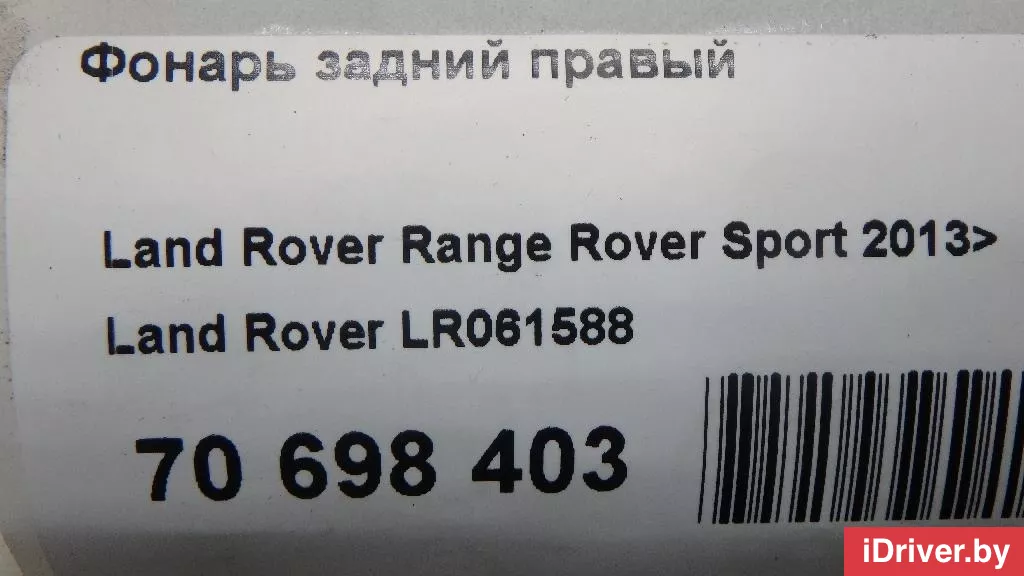 Фонарь задний правый
Land Rover Range Rover Sport 2013>
Land Rover LR061588
70 698 403
iDriver.by